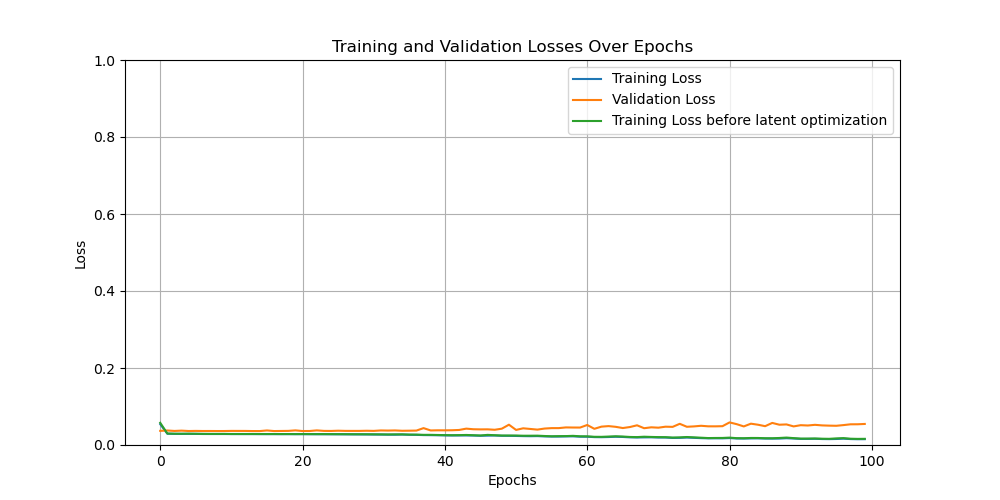 Training and Validation Losses Over Epochs
1.0
0.8
0.6
0.4
0.2
0.0
Loss
Training Loss
Validation Loss
Training Loss before latent optimization
0
20
40
60
80
100
Epochs